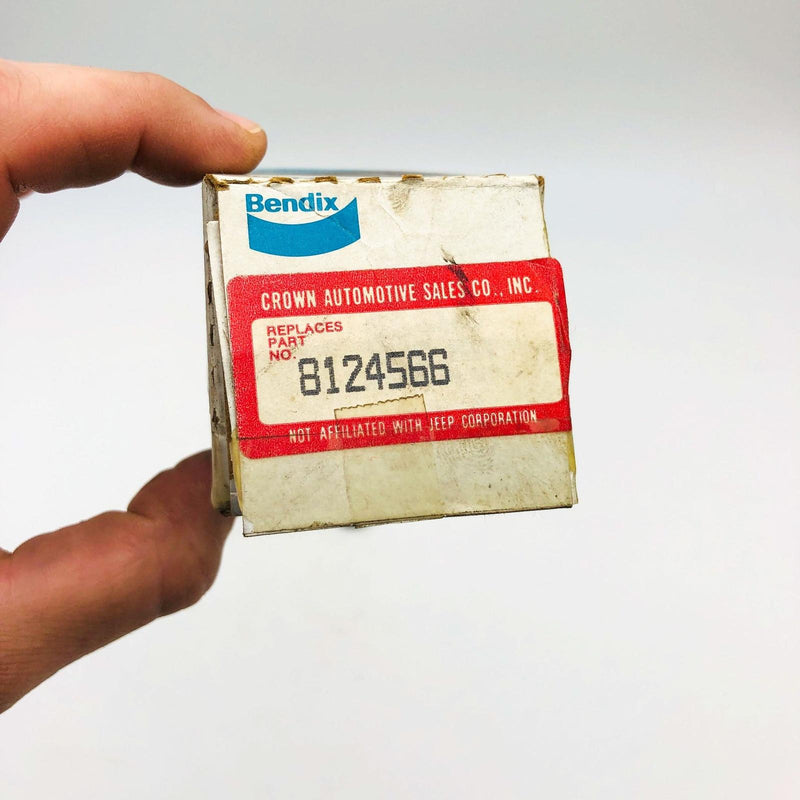 Bendix
CROWN AUTOMOTIVE SALES CO., INC.
REPLACES
PART
NO.
8124566
NOT AFFILIATED WITH JEEP CORPORATION